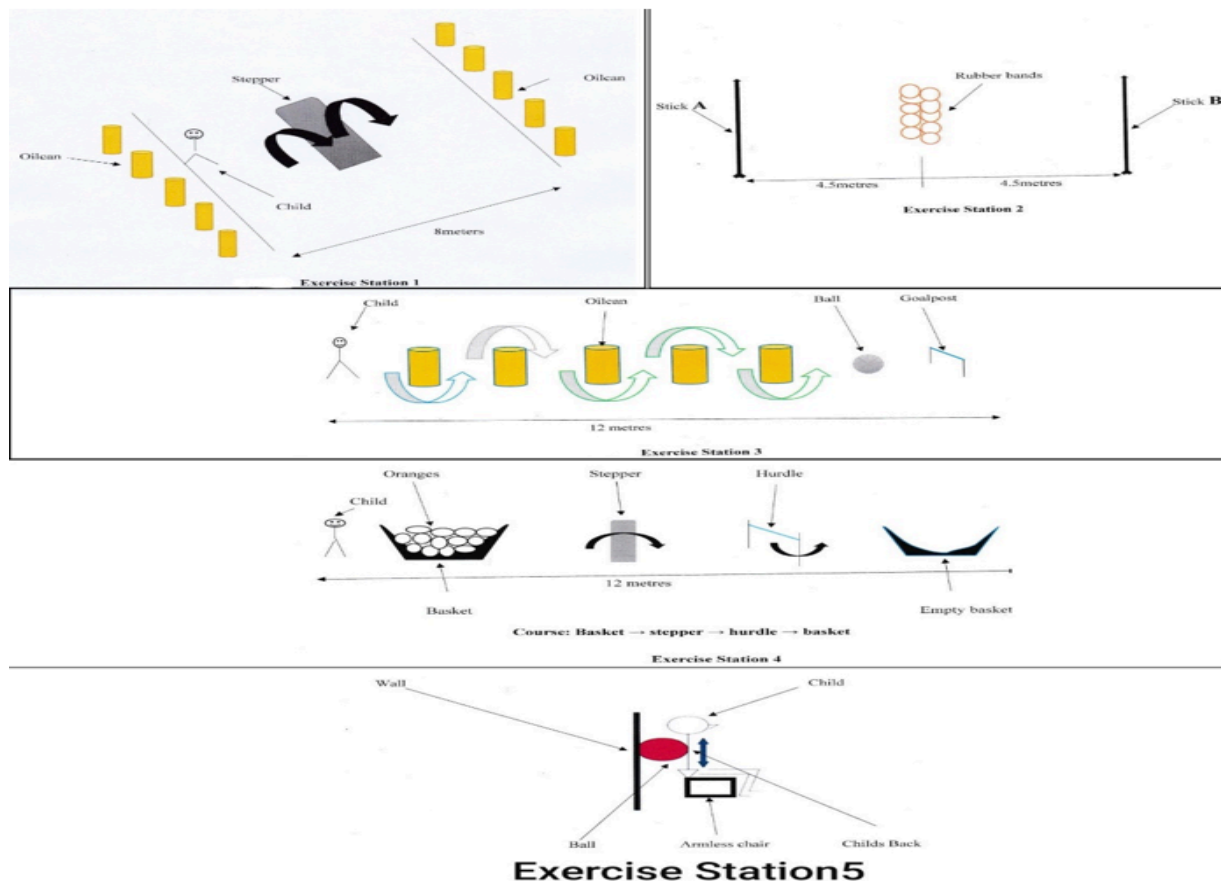 Stepper
Oilcan
Oilcan
Child
8meters
Exercise Station 1
Rubber bands
Stick A
Stick B
4.5metres
4.5metres
Exercise Station 2
Child
Oilcan
Ball
Goalpost
12 metres
Exercise Station 3
Oranges
Stepper
Hurdle
Child
12 metres
Basket
Empty basket
Course: Basket → stepper → hurdle → basket
Exercise Station 4
Wall
Child
Ball
Armless chair
Childs Back
Exercise Station5